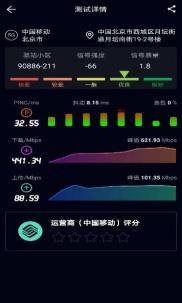 测试详情
5G
中国移动
北京市
中国北京市西城区月坛街
道月坛南街19-2号楼
基站小区
信号强度
信号质量
90886-211
-66
1.8
极差
较差
一般
优良
极好
PING/ms
抖动 8.15 ms
丢包 0 %
32.55
下载/Mbps
峰值 621.93 Mbps
441.34
上传/Mbps
峰值 101.35 Mbps
88.59
运营商（中国移动）评分